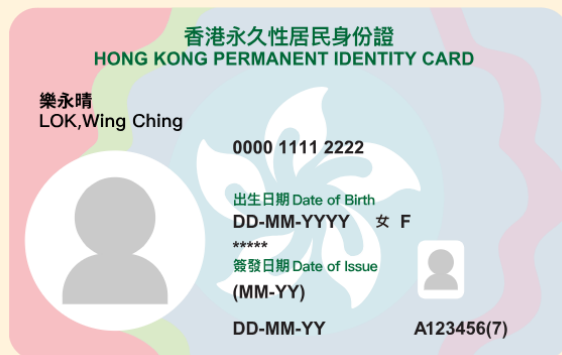 香港永久性居民身份證
HONG KONG PERMANENT IDENTITY CARD
樂永晴
LOK,Wing Ching
0000 1111 2222
出生日期 Date of Birth
DD-MM-YYYY 女 F
*****
簽發日期 Date of Issue
(MM-YY)
DD-MM-YY A123456(7)